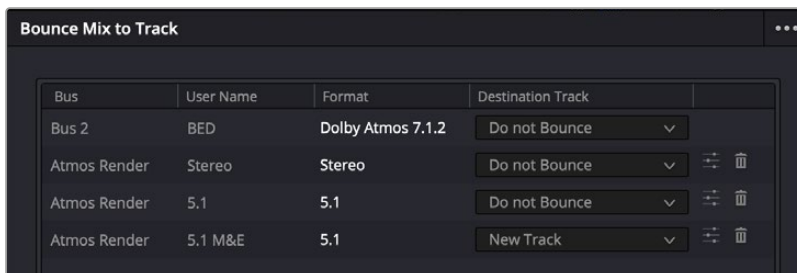 Bounce Mix to Track
Bus User Name Format Destination Track
Bus 2 BED Dolby Atmos 7.1.2 Do not Bounce
Atmos Render Stereo Stereo Do not Bounce
Atmos Render 5.1 5.1 Do not Bounce
Atmos Render 5.1 M&E 5.1 New Track